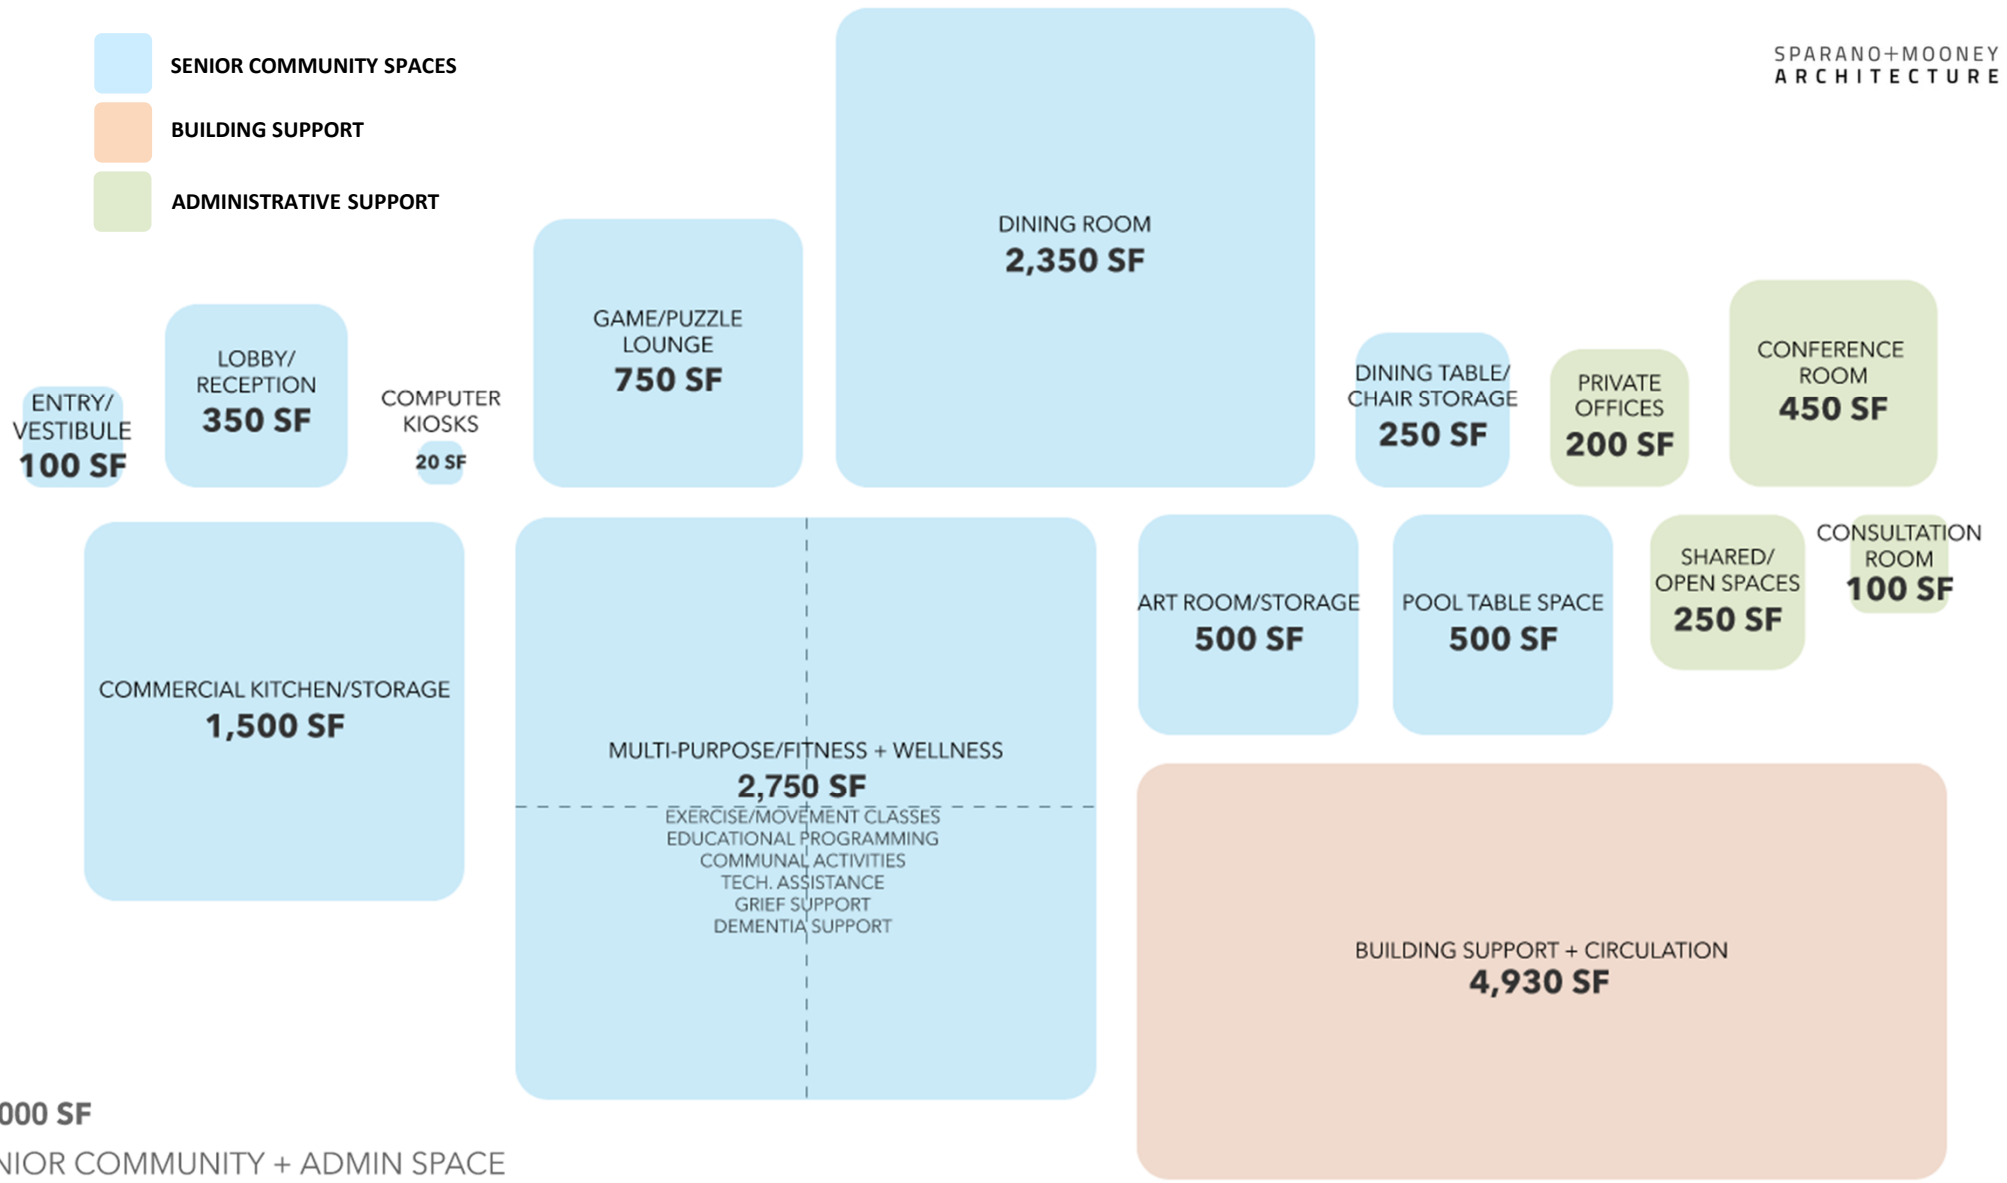 SENIOR COMMUNITY SPACES
BUILDING SUPPORT
ADMINISTRATIVE SUPPORT
SPARANO+MOONEY
ARCHITECTURE
ENTRY/
VESTIBULE
100 SF
LOBBY/
RECEPTION
350 SF
COMPUTER
KIOSKS
20 SF
GAME/PUZZLE
LOUNGE
750 SF
DINING ROOM
2,350 SF
DINING TABLE/
CHAIR STORAGE
250 SF
PRIVATE
OFFICES
200 SF
CONFERENCE
ROOM
450 SF
COMMERCIAL KITCHEN/STORAGE
1,500 SF
MULTI-PURPOSE/FITNESS + WELLNESS
2,750 SF
EXERCISE/MOVEMENT CLASSES
EDUCATIONAL PROGRAMMING
COMMUNAL ACTIVITIES
TECH. ASSISTANCE
GRIEF SUPPORT
DEMENTIA SUPPORT
ART ROOM/STORAGE
500 SF
POOL TABLE SPACE
500 SF
SHARED/
OPEN SPACES
250 SF
CONSULTATION
ROOM
100 SF
BUILDING SUPPORT + CIRCULATION
4,930 SF
000 SF
NIOR COMMUNITY + ADMIN SPACE